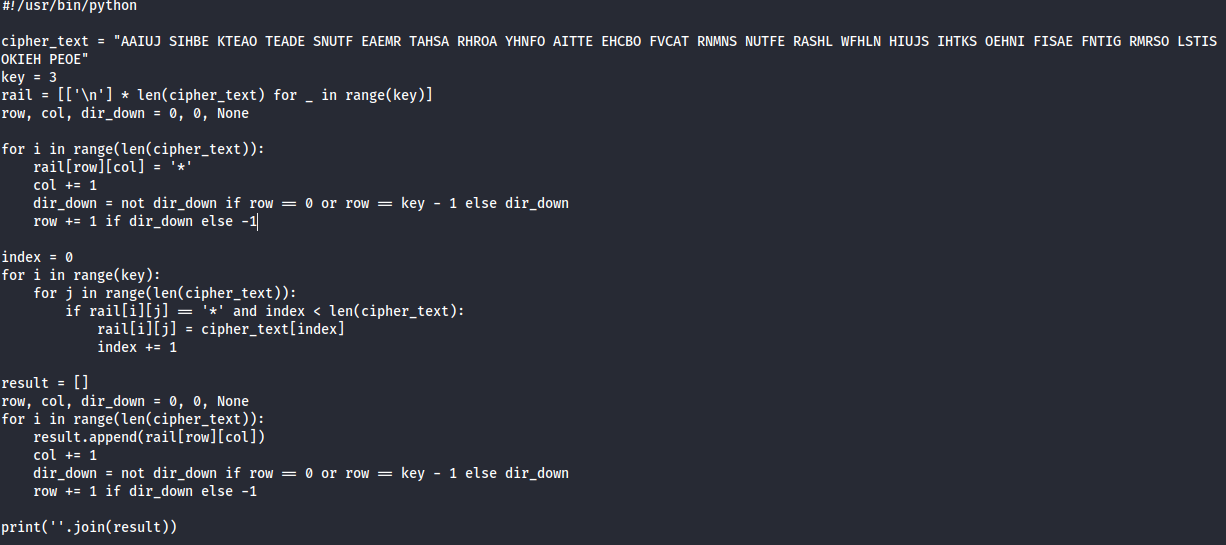 #!/usr/bin/python

cipher_text = "AAIUJ SIHBE KTEAO TEADE SNUTF EAEMR TAHSA RHROA YHNFO AITTE EHCBO FVCAT RNMNS NUTFE RASHL WFHLN HIUJS IHTKS OEHNI FISAE FNTIG RMRSO LSTIS
OKIEH PEOE"
key = 3
rail = [['\n'] * len(cipher_text) for _ in range(key)]
row, col, dir_down = 0, 0, None

for i in range(len(cipher_text)):
    rail[row][col] = '*'
    col += 1
    dir_down = not dir_down if row == 0 or row == key - 1 else dir_down
    row += 1 if dir_down else -1

index = 0
for i in range(key):
    for j in range(len(cipher_text)):
        if rail[i][j] == '*' and index < len(cipher_text):
            rail[i][j] = cipher_text[index]
            index += 1

result = []
row, col, dir_down = 0, 0, None
for i in range(len(cipher_text)):
    result.append(rail[row][col])
    col += 1
    dir_down = not dir_down if row == 0 or row == key - 1 else dir_down
    row += 1 if dir_down else -1

print(''.join(result))